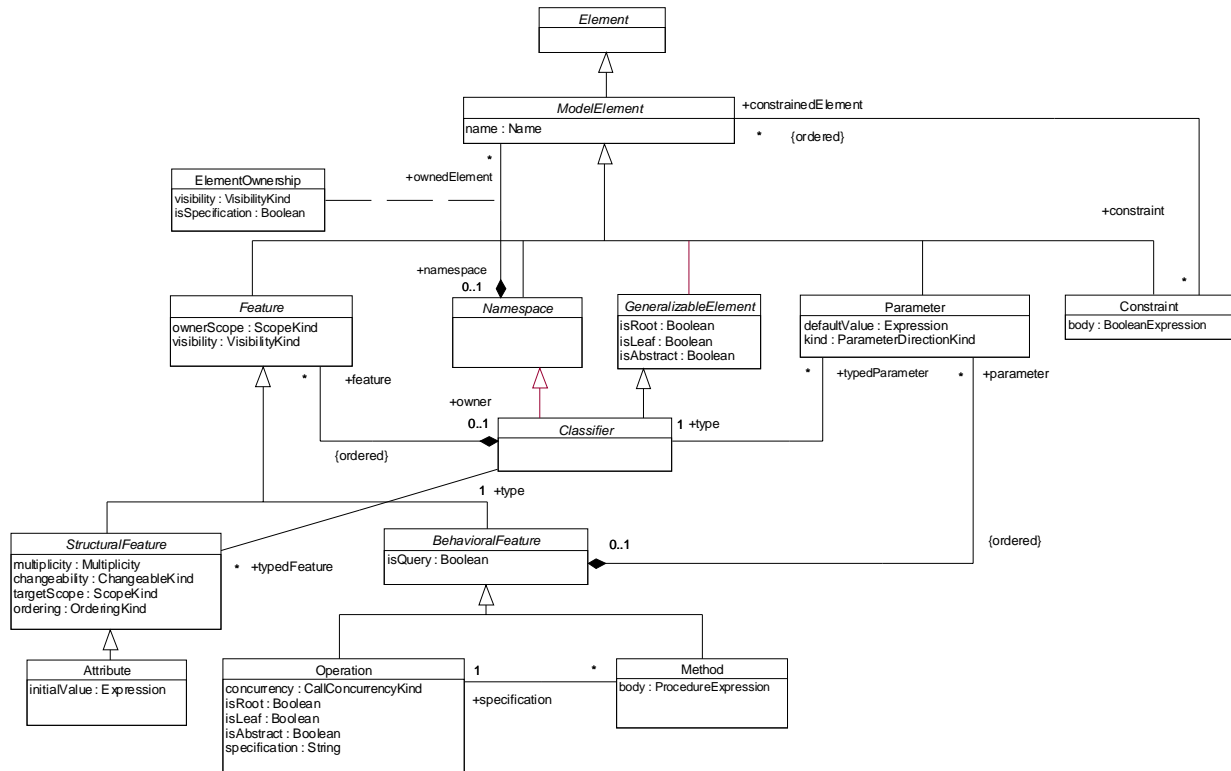 Element
ModelElement
name : Name
+constrainedElement
*
{ordered}
*
+ownedElement
ElementOwnership
visibility : VisibilityKind
isSpecification : Boolean
+constraint
*
+namespace
0..1
Feature
ownerScope : ScopeKind
visibility : VisibilityKind
Namespace
GeneralizableElement
isRoot : Boolean
isLeaf : Boolean
isAbstract : Boolean
Parameter
defaultValue : Expression
kind : ParameterDirectionKind
Constraint
body : BooleanExpression
*
+feature
*
+typedParameter
*
+parameter
+owner
0..1
Classifier
1
+type
{ordered}
1
+type
StructuralFeature
multiplicity : Multiplicity
changeability : ChangeableKind
targetScope : ScopeKind
ordering : OrderingKind
*
+typedFeature
BehavioralFeature
isQuery : Boolean
0..1
{ordered}
Attribute
initialValue : Expression
Operation
concurrency : CallConcurrencyKind
isRoot : Boolean
isLeaf : Boolean
isAbstract : Boolean
specification : String
1
+specification
*
Method
body : ProcedureExpression